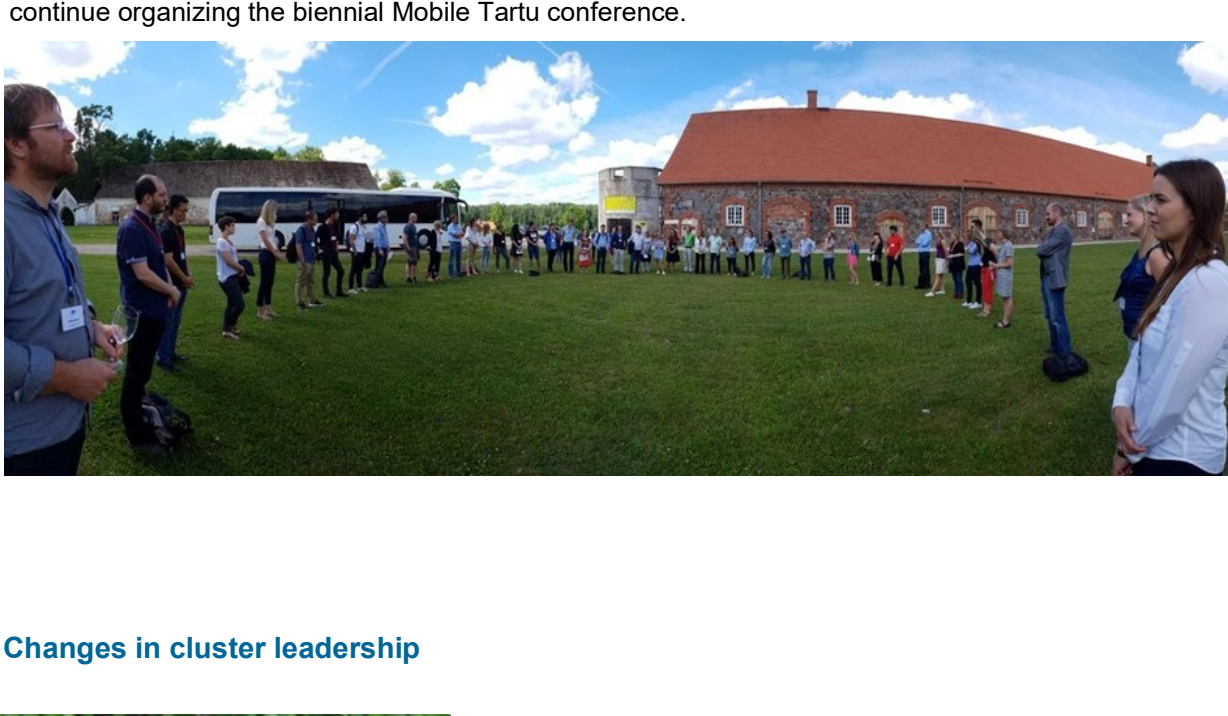 continue organizing the biennial Mobile Tartu conference.
Changes in cluster leadership